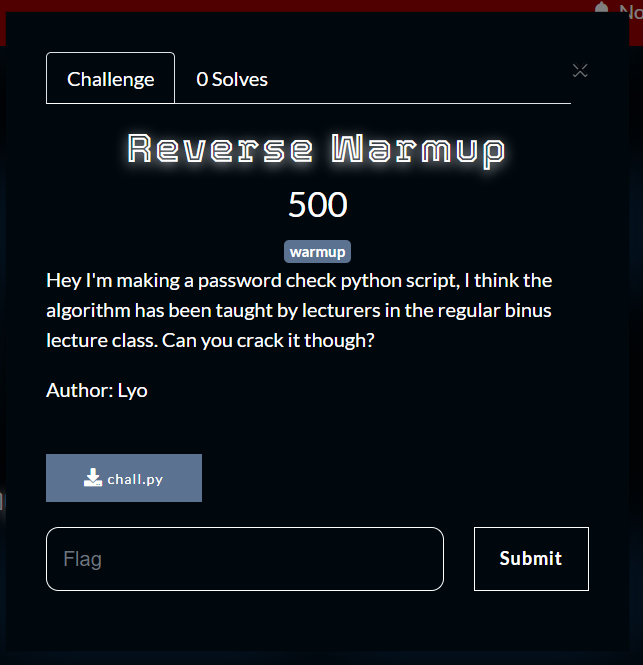 No
Challenge
0 Solves
Reverse Warmup
500
warmup
Hey I'm making a password check python script, I think the
algorithm has been taught by lecturers in the regular binus
lecture class. Can you crack it though?
Author: Lyo
chall.py
Flag
Submit